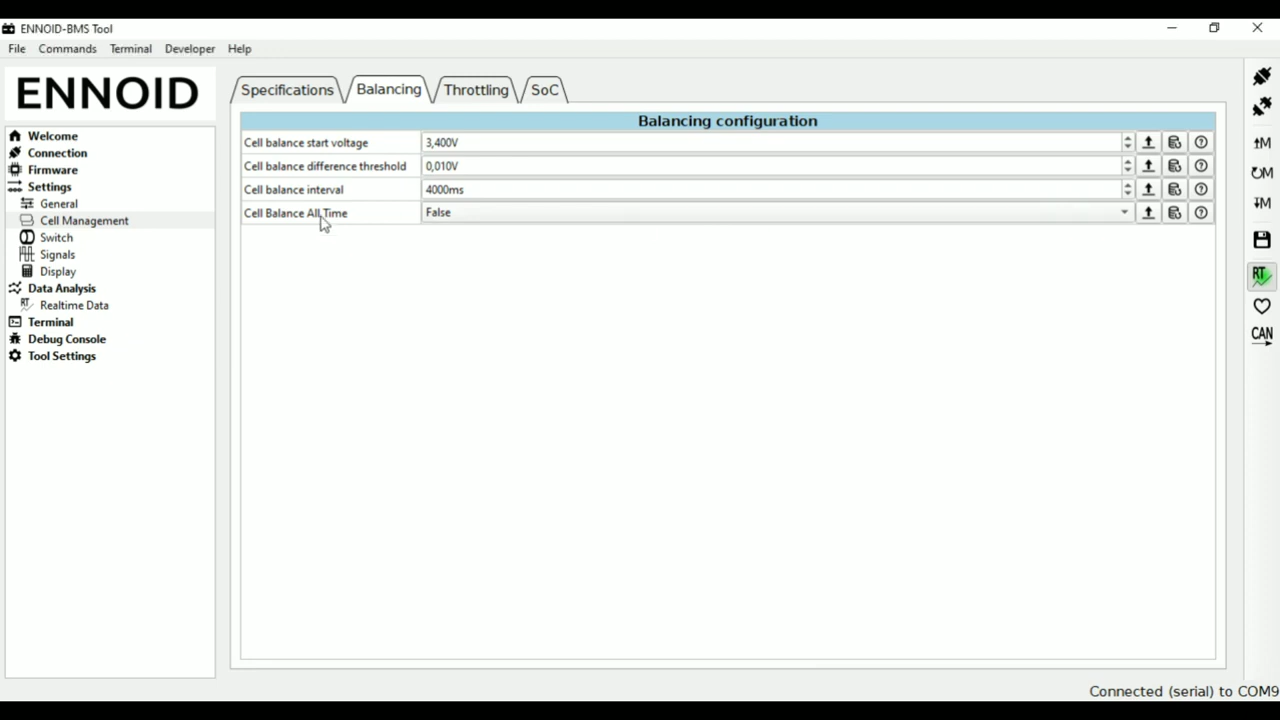 ENNOID-BMS Tool
File Commands Terminal Developer Help
ENNOID
Welcome
Connection
Firmware
Settings
General
Cell Management
Switch
Signals
Display
Data Analysis
RT Realtime Data
Terminal
Debug Console
Tool Settings
Specifications Balancing Throttling SoC
Balancing configuration
Cell balance start voltage 3,400V
Cell balance difference threshold 0,010V
Cell balance interval 4000ms
Cell Balance All Time False
M
M
M
RT
CAN
Connected (serial) to COM9